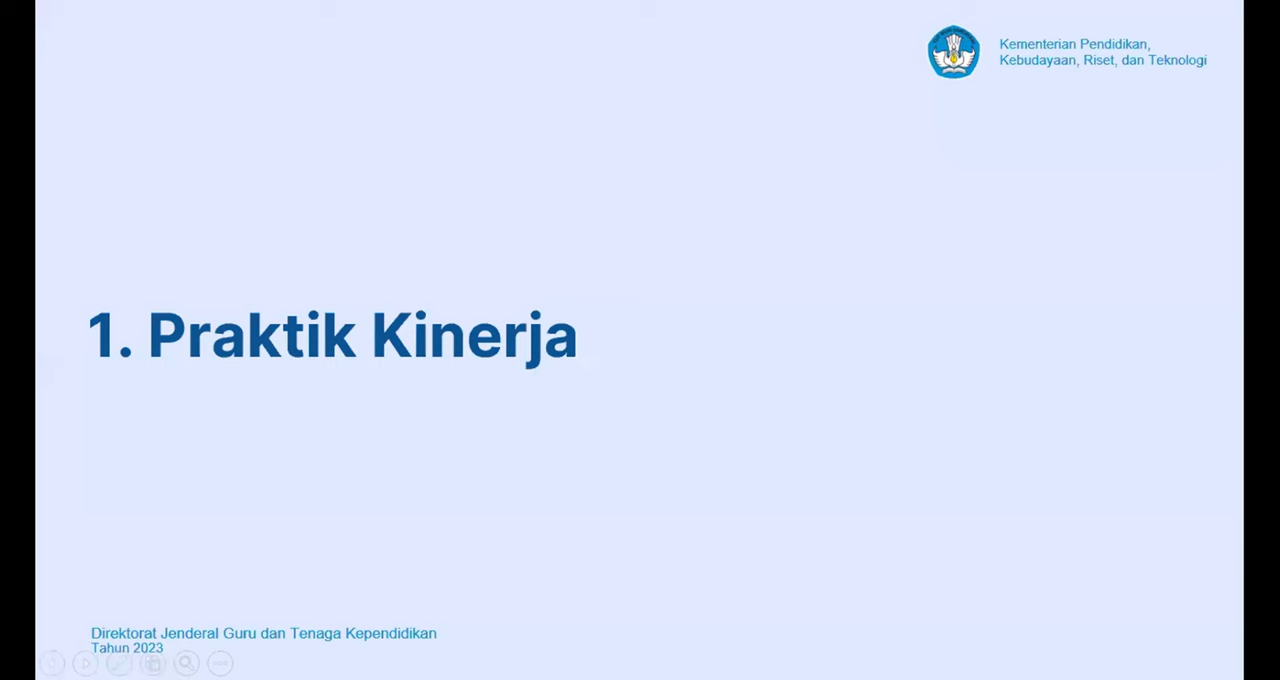 Kementerian Pendidikan,
Kebudayaan, Riset, dan Teknologi
1. Praktik Kinerja
Direktorat Jenderal Guru dan Tenaga Kependidikan
Tahun 2023